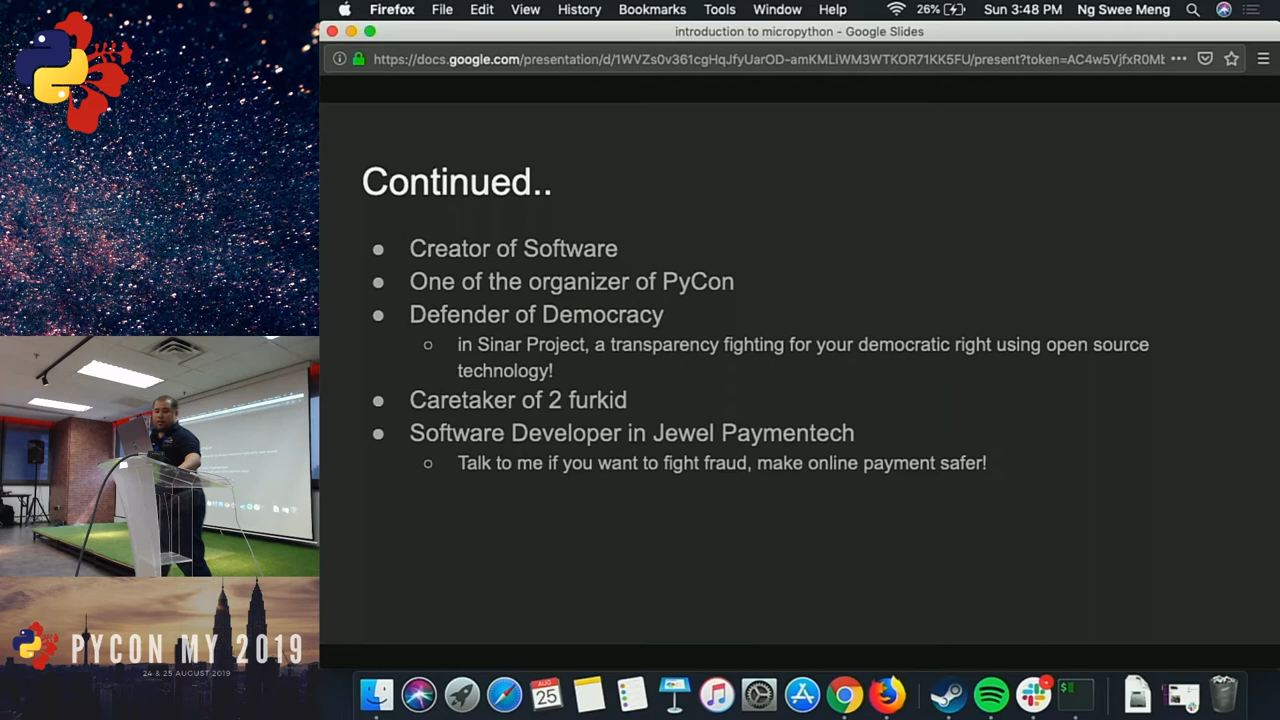 Firefox File Edit View History Bookmarks Tools Window Help 26% Sun 3:48 PM Ng Swee Meng
introduction to micropython - Google Slides
https://docs.google.com/presentation/d/1WVZs0v361cgHqJfyUarOD-amKMLiWM3WTKOR71KK5FU/present?token=AC4w5VjfxR0Mb
Continued..
Creator of Software
One of the organizer of PyCon
Defender of Democracy
in Sinar Project, a transparency fighting for your democratic right using open source
technology!
Caretaker of 2 furkid
Software Developer in Jewel Paymentech
Talk to me if you want to fight fraud, make online payment safer!
PYCON MY 2019
24 & 25 AUGUST 2019
AUG
25
$